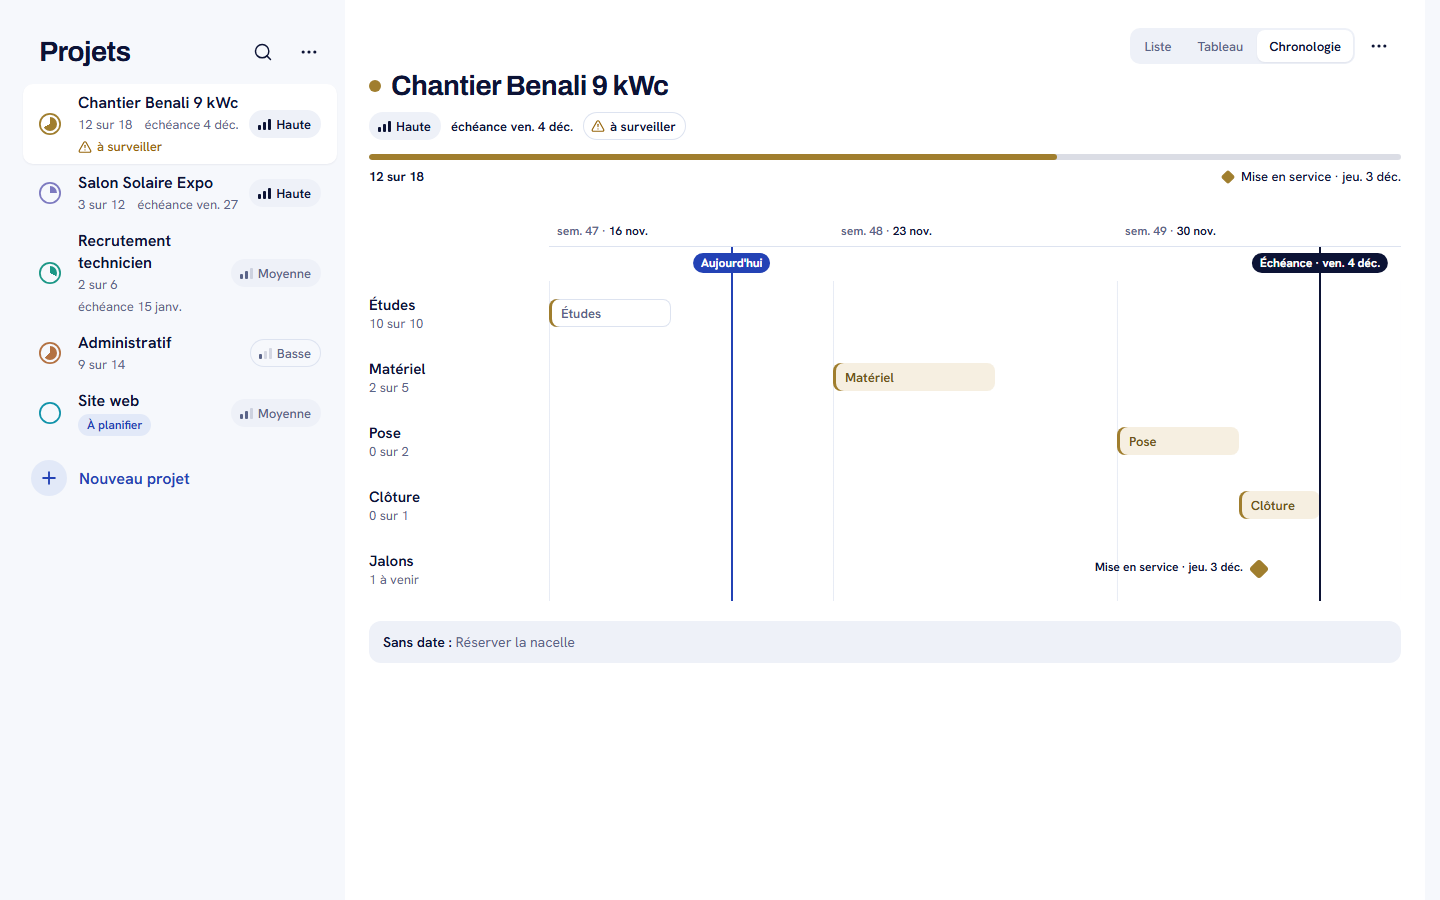 Projets
Chantier Benali 9 kWc
12 sur 18 échéance 4 déc.
à surveiller
Haute
Salon Solaire Expo
3 sur 12 échéance ven. 27
Haute
Recrutement
technicien
2 sur 6
échéance 15 janv.
Moyenne
Administratif
9 sur 14
Basse
Site web
À planifier
Moyenne
Nouveau projet
Liste Tableau Chronologie
Chantier Benali 9 kWc
Haute échéance ven. 4 déc. à surveiller
12 sur 18
Mise en service · jeu. 3 déc.
sem. 47 · 16 nov. sem. 48 · 23 nov. sem. 49 · 30 nov.
Aujourd'hui Échéance · ven. 4 déc.
Études
10 sur 10
Études
Matériel
2 sur 5
Matériel
Pose
0 sur 2
Pose
Clôture
0 sur 1
Clôture
Jalons
1 à venir
Mise en service · jeu. 3 déc.
Sans date : Réserver la nacelle